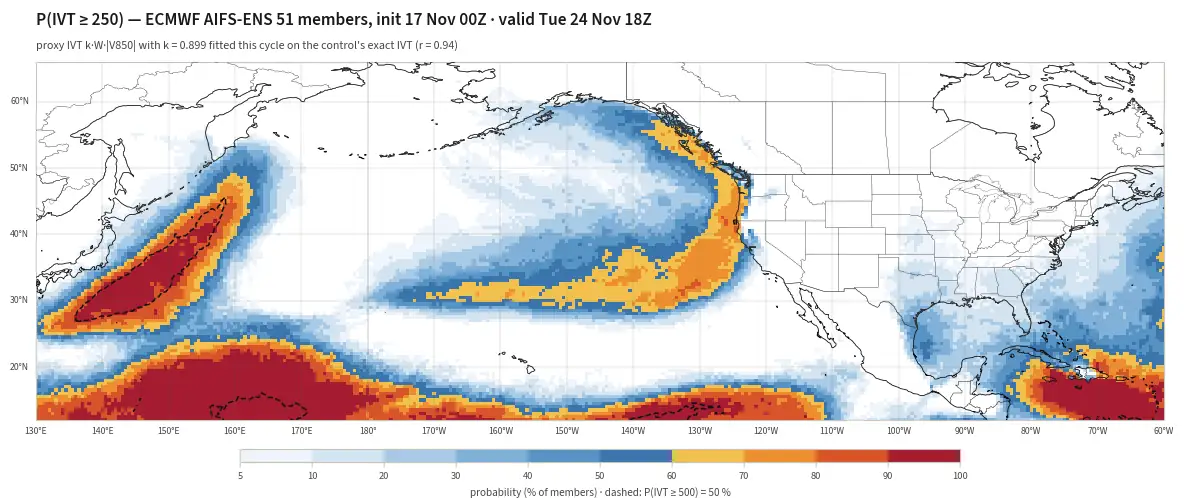 P(IVT ≥ 250) — ECMWF AIFS-ENS 51 members, init 17 Nov 00Z · valid Tue 24 Nov 18Z
proxy IVT k·W·|V850| with k = 0.899 fitted this cycle on the control's exact IVT (r = 0.94)
60°N
50°N
40°N
30°N
20°N
130°E 140°E 150°E 160°E 170°E 180° 170°W 160°W 150°W 140°W 130°W 120°W 110°W 100°W 90°W 80°W 70°W 60°W
5 10 20 30 40 50 60 70 80 90 100
probability (% of members) · dashed: P(IVT ≥ 500) = 50 %